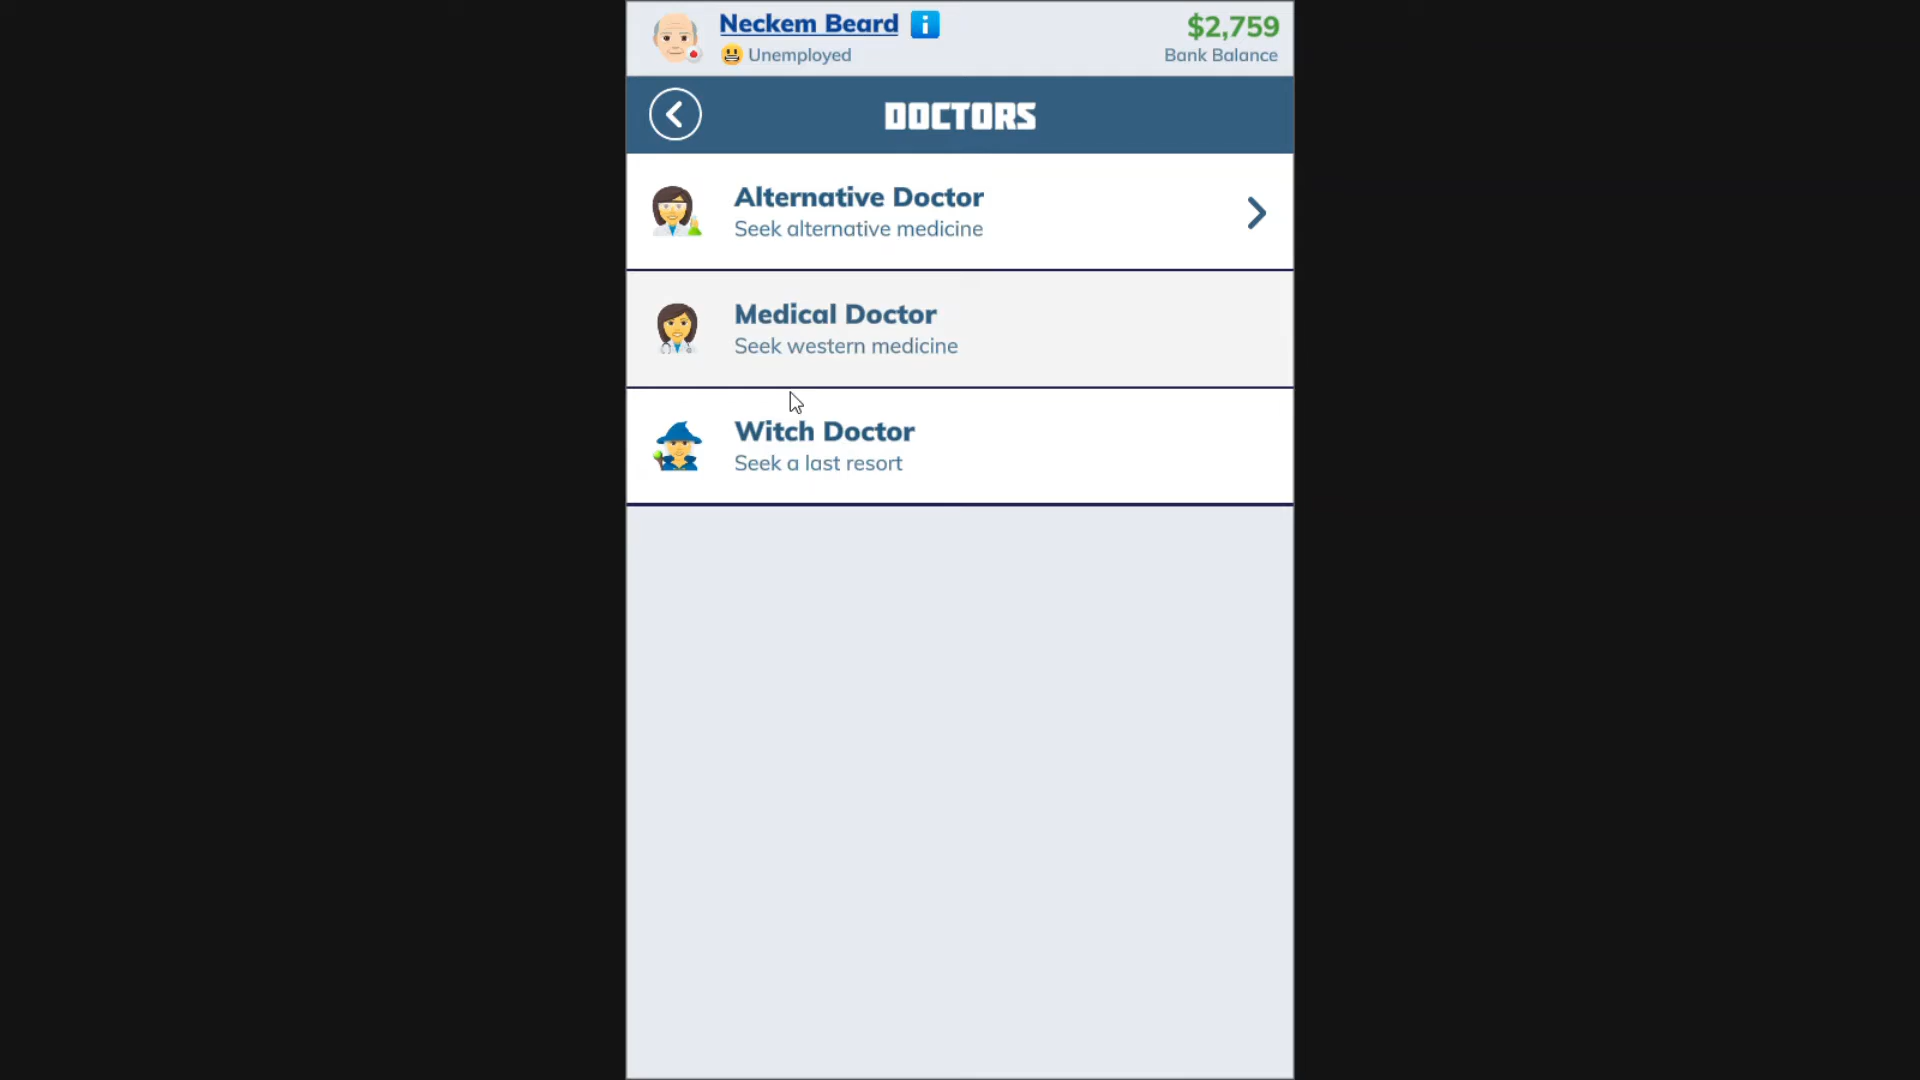 Neckem Beard
Unemployed
$2,759
Bank Balance
DOCTORS
Alternative Doctor
Seek alternative medicine
Medical Doctor
Seek western medicine
Witch Doctor
Seek a last resort